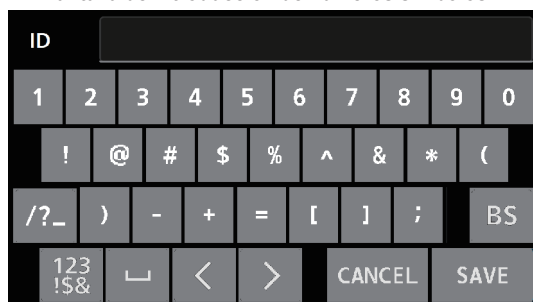 ID
1 2 3 4 5 6 7 8 9 0
! @ # $ % ^ & * (
/?_ ) - + = [ ] ; BS
123 !$& ⎵ < > CANCEL SAVE